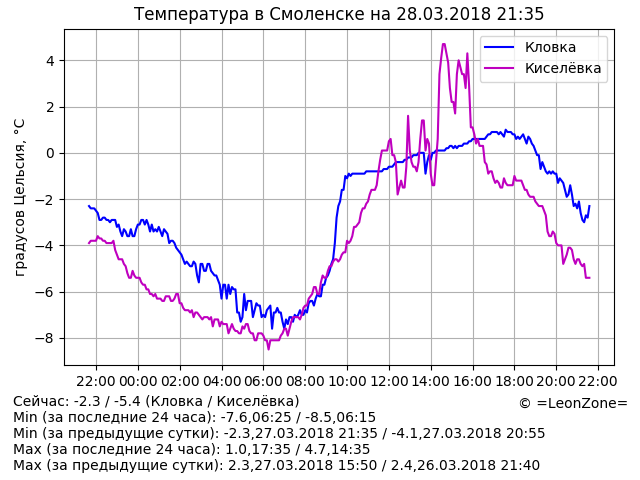 Температура в Смоленске на 28.03.2018 21:35
Кловка
Киселёвка
градусов Цельсия, °C
4
2
0
−2
−4
−6
−8
22:00 00:00 02:00 04:00 06:00 08:00 10:00 12:00 14:00 16:00 18:00 20:00 22:00
Сейчас: -2.3 / -5.4 (Кловка / Киселёвка)
© =LeonZone=
Min (за последние 24 часа): -7.6,06:25 / -8.5,06:15
Min (за предыдущие сутки): -2.3,27.03.2018 21:35 / -4.1,27.03.2018 20:55
Max (за последние 24 часа): 1.0,17:35 / 4.7,14:35
Max (за предыдущие сутки): 2.3,27.03.2018 15:50 / 2.4,26.03.2018 21:40